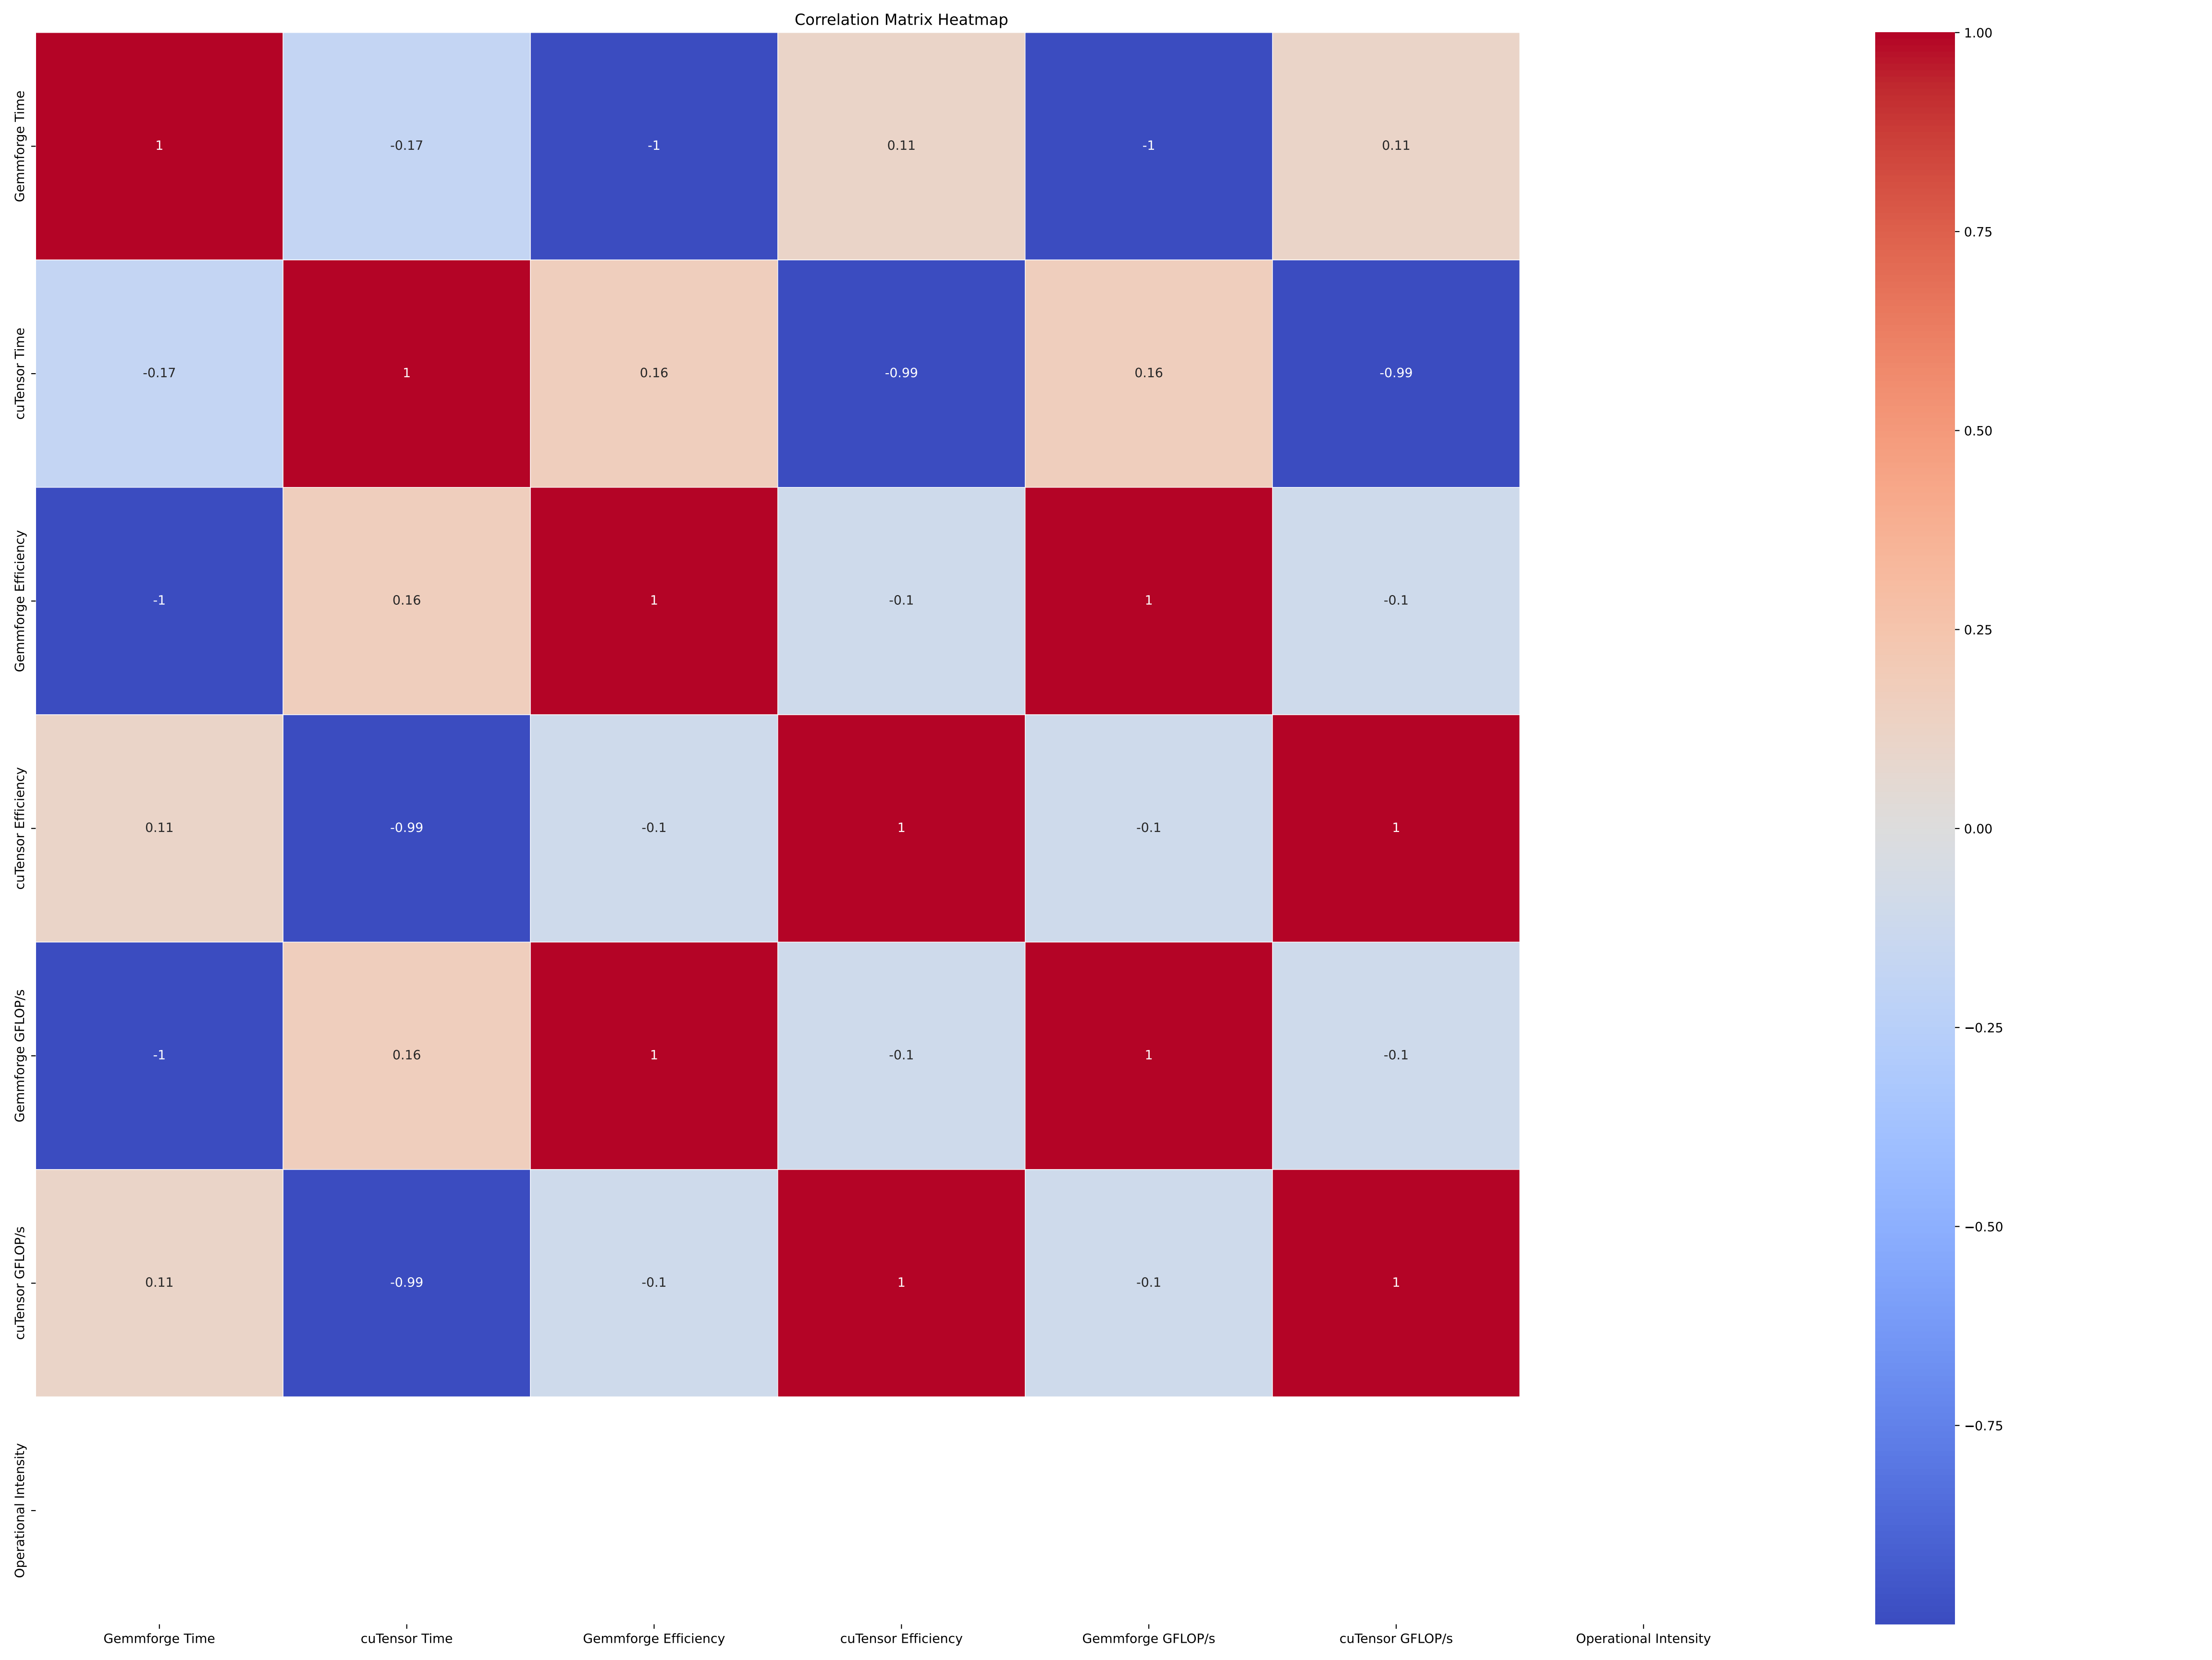 Correlation Matrix Heatmap
Gemmforge Time
1 -0.17 -1 0.11 -1 0.11
cuTensor Time
-0.17 1 0.16 -0.99 0.16 -0.99
Gemmforge Efficiency
-1 0.16 1 -0.1 1 -0.1
cuTensor Efficiency
0.11 -0.99 -0.1 1 -0.1 1
Gemmforge GFLOP/s
-1 0.16 1 -0.1 1 -0.1
cuTensor GFLOP/s
0.11 -0.99 -0.1 1 -0.1 1
Operational Intensity
Gemmforge Time cuTensor Time Gemmforge Efficiency cuTensor Efficiency Gemmforge GFLOP/s cuTensor GFLOP/s Operational Intensity
1.00
0.75
0.50
0.25
0.00
−0.25
−0.50
−0.75